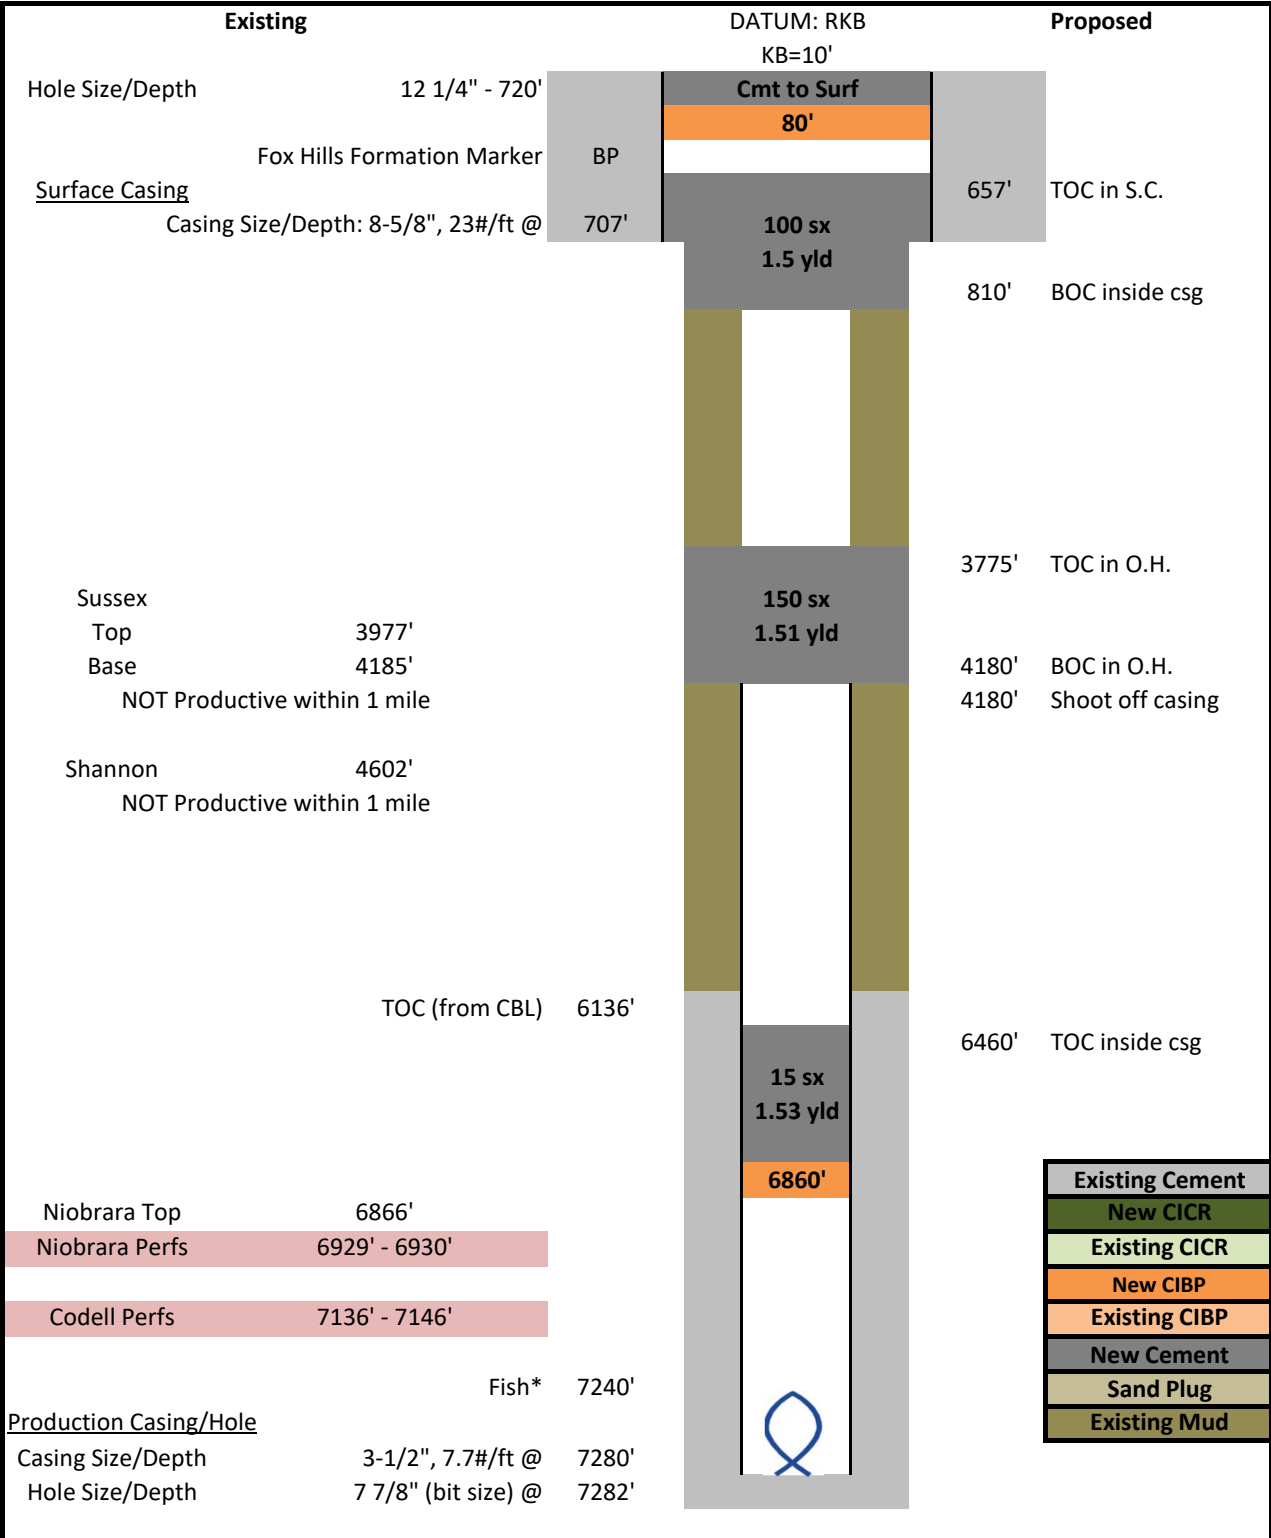 Existing DATUM: RKB Proposed
KB=10'
Hole Size/Depth 12 1/4" - 720' Cmt to Surf
80'
Fox Hills Formation Marker BP
Surface Casing 657' TOC in S.C.
Casing Size/Depth: 8-5/8", 23#/ft @ 707' 100 sx
1.5 yld
810' BOC inside csg
3775' TOC in O.H.
Sussex 150 sx
Top 3977' 1.51 yld
Base 4185' 4180' BOC in O.H.
NOT Productive within 1 mile 4180' Shoot off casing
Shannon 4602'
NOT Productive within 1 mile
TOC (from CBL) 6136'
6460' TOC inside csg
15 sx
1.53 yld
6860' Existing Cement
Niobrara Top 6866' New CICR
Niobrara Perfs 6929' - 6930' Existing CICR
New CIBP
Codell Perfs 7136' - 7146' Existing CIBP
New Cement
Fish* 7240' Sand Plug
Production Casing/Hole Existing Mud
Casing Size/Depth 3-1/2", 7.7#/ft @ 7280'
Hole Size/Depth 7 7/8" (bit size) @ 7282'